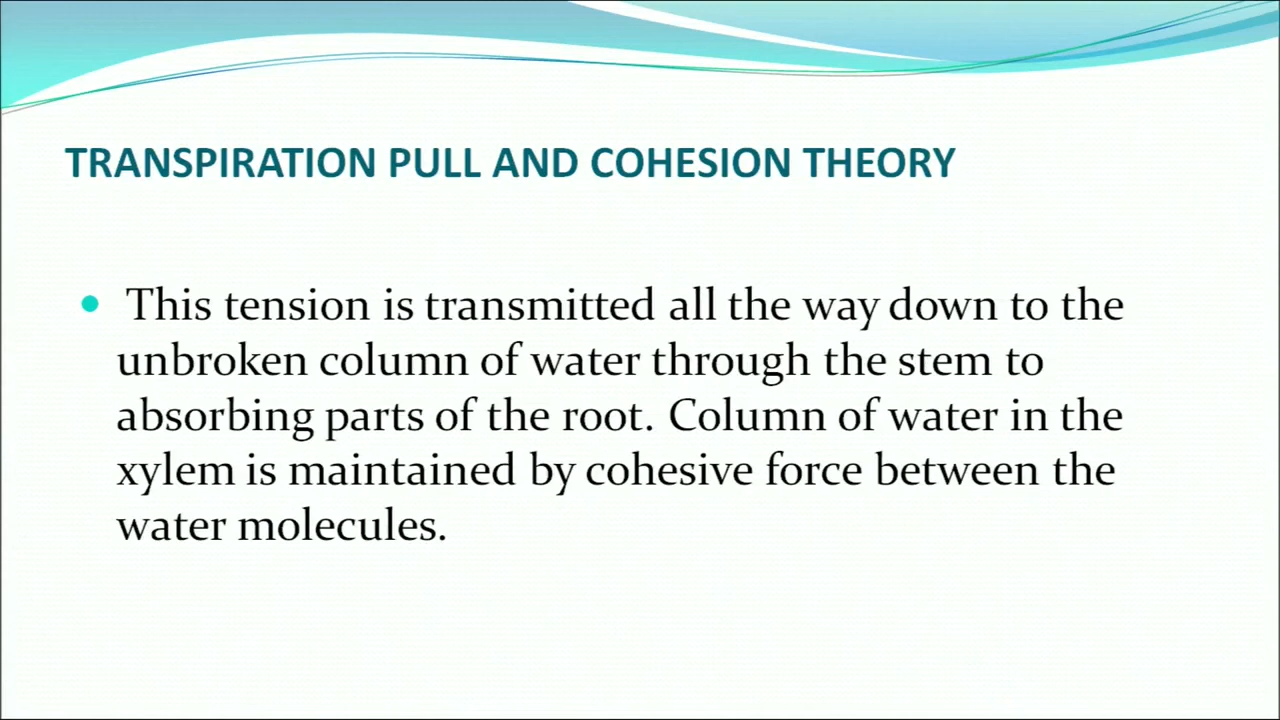 TRANSPIRATION PULL AND COHESION THEORY
This tension is transmitted all the way down to the
unbroken column of water through the stem to
absorbing parts of the root. Column of water in the
xylem is maintained by cohesive force between the
water molecules.